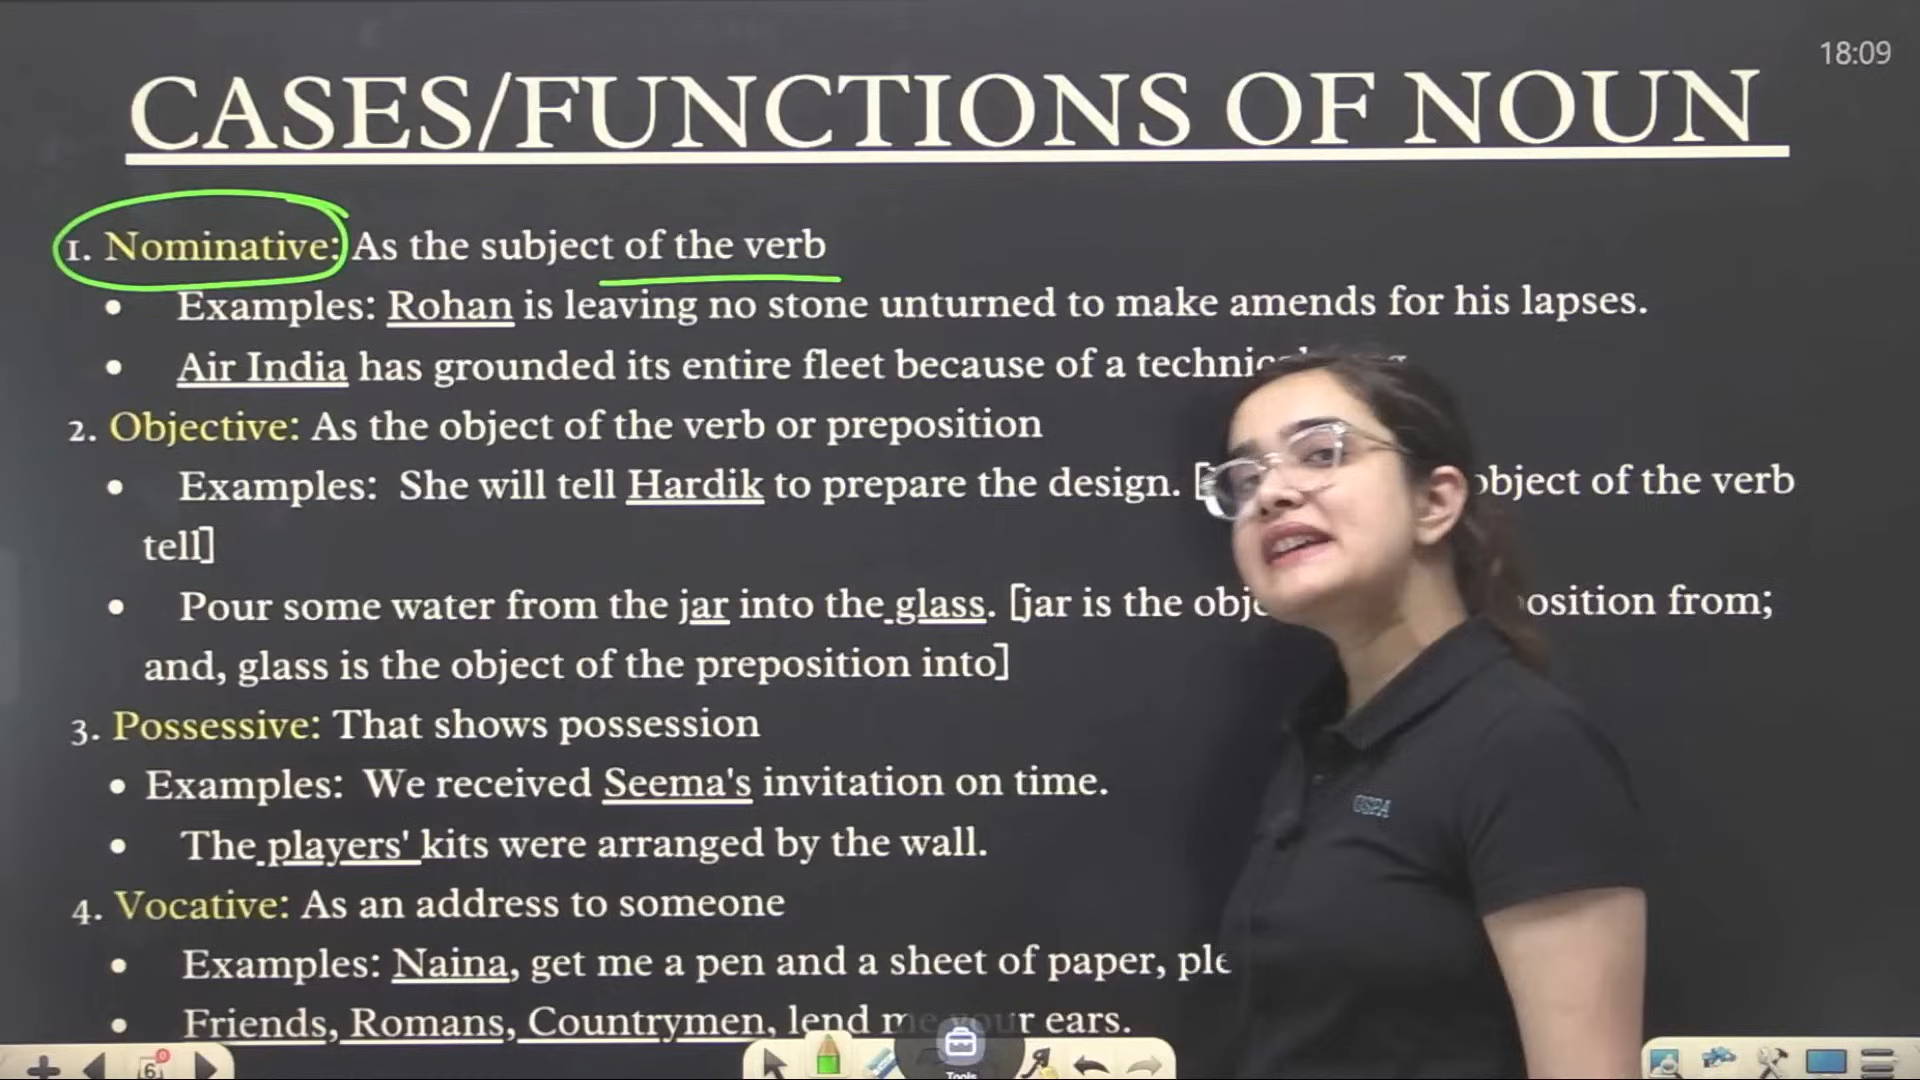 18:09
CASES/FUNCTIONS OF NOUN
1. Nominative: As the subject of the verb
• Examples: Rohan is leaving no stone unturned to make amends for his lapses.
• Air India has grounded its entire fleet because of a
2. Objective: As the object of the verb or preposition
• Examples: She will tell Hardik to prepare the design. [ object of the verb
tell]
• Pour some water from the jar into the glass. [jar is the from;
and, glass is the object of the preposition into]
3. Possessive: That shows possession
• Examples: We received Seema's invitation on time.
• The players' kits were arranged by the wall.
4. Vocative: As an address to someone
• Examples: Naina, get me a pen and a sheet of paper,
• Friends, Romans, Countrymen, lend me your ears.
USPA
6
0
Tools